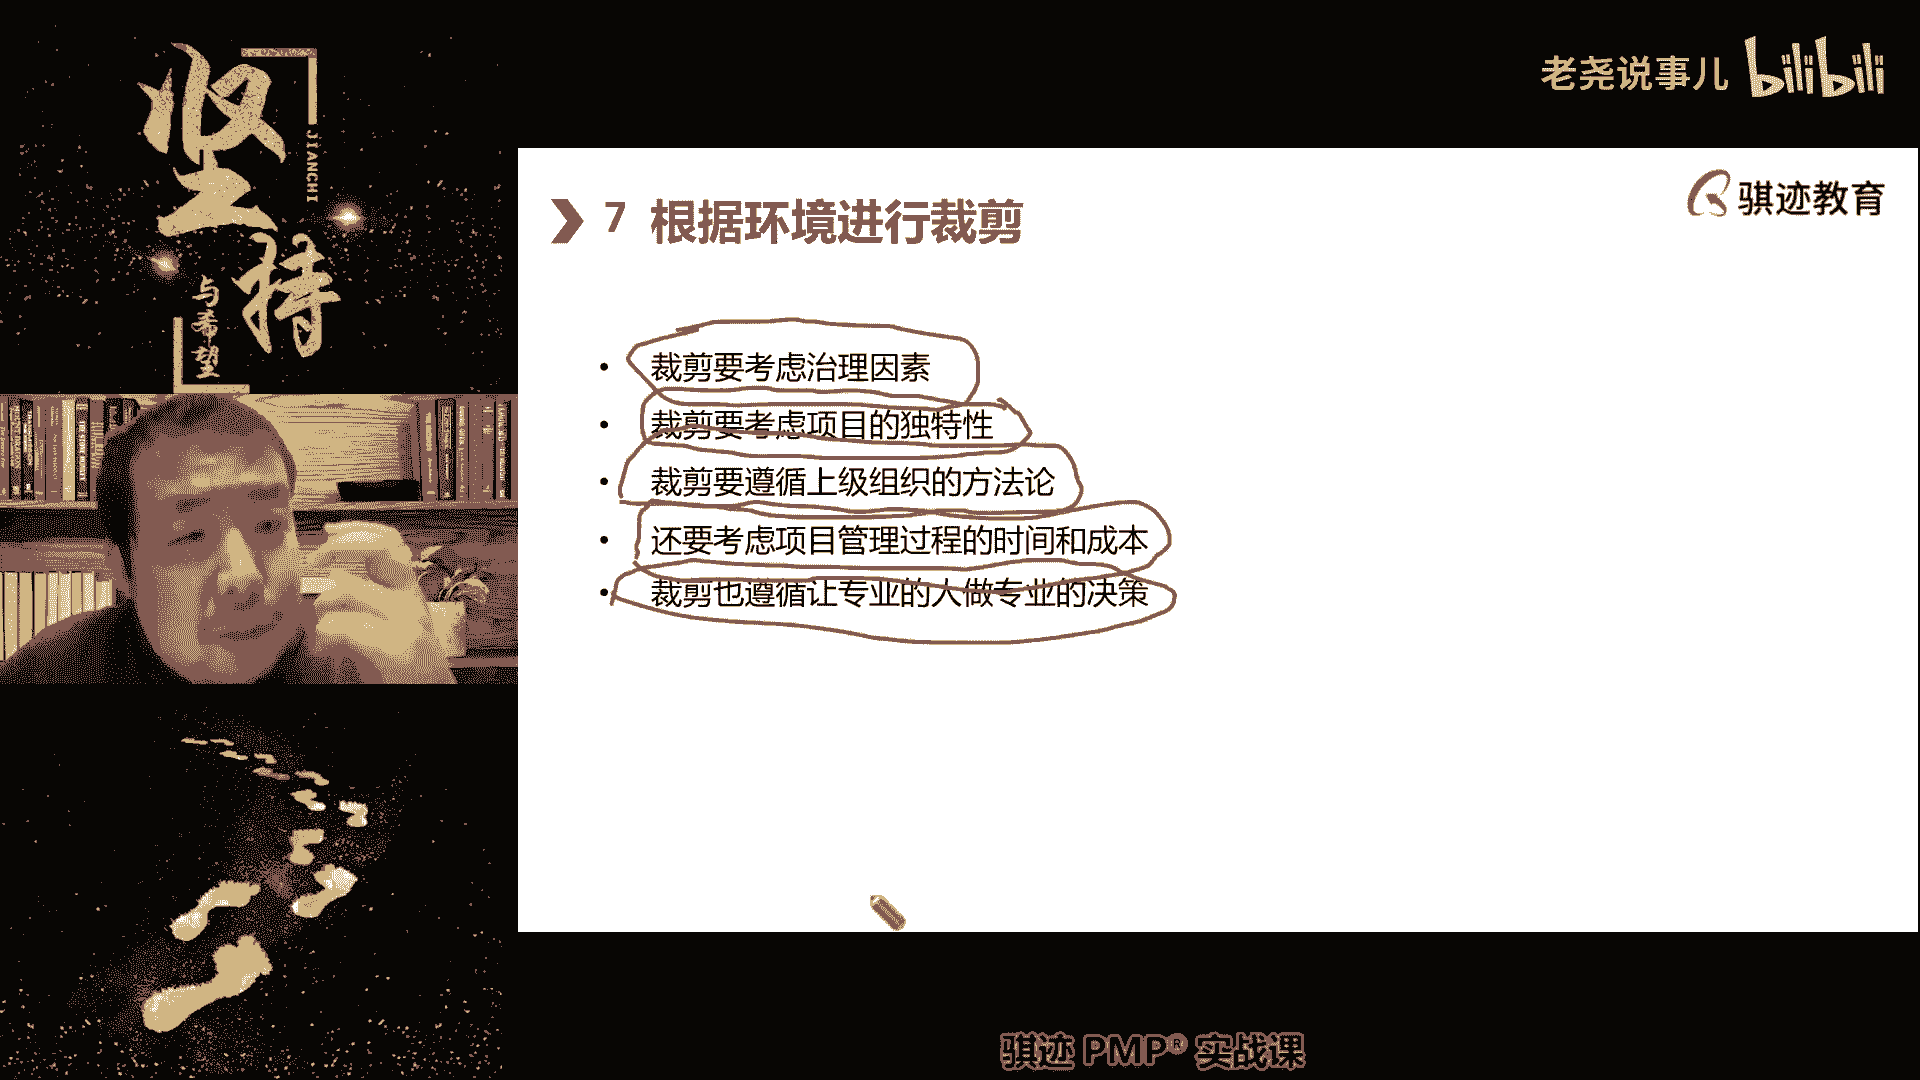 坚持
JIANCHI
与希望
老尧说事儿 bilibili
骐迹教育
7 根据环境进行裁剪
• 裁剪要考虑治理因素
• 裁剪要考虑项目的独特性
• 裁剪要遵循上级组织的方法论
• 还要考虑项目管理过程的时间和成本
• 裁剪也遵循让专业的人做专业的决策
骐迹 PMP® 实战课